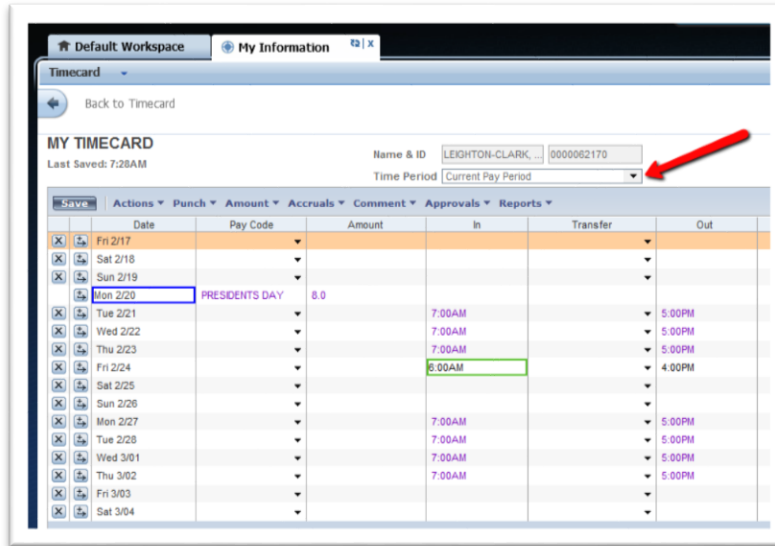 Default Workspace My Information x
Timecard
Back to Timecard
MY TIMECARD
Last Saved: 7:28AM
Name & ID LEIGHTON-CLARK, ... 0000062170
Time Period Current Pay Period
Save Actions Punch Amount Accruals Comment Approvals Reports
Date Pay Code Amount In Transfer Out
Fri 2/17
Sat 2/18
Sun 2/19
Mon 2/20 PRESIDENTS DAY 8.0
Tue 2/21 7:00AM 5:00PM
Wed 2/22 7:00AM 5:00PM
Thu 2/23 7:00AM 5:00PM
Fri 2/24 6:00AM 4:00PM
Sat 2/25
Sun 2/26
Mon 2/27 7:00AM 5:00PM
Tue 2/28 7:00AM 5:00PM
Wed 3/01 7:00AM 5:00PM
Thu 3/02 7:00AM 5:00PM
Fri 3/03
Sat 3/04